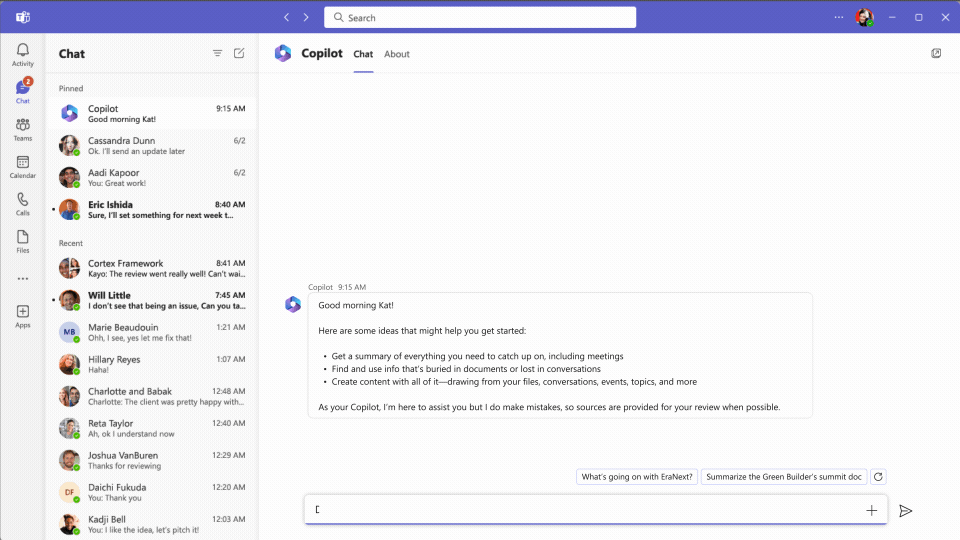 Search
Activity
2
Chat
Teams
Calendar
Calls
Files
Apps
Chat
Pinned
Copilot 9:15 AM
Good morning Kat!
Cassandra Dunn 6/2
Ok. I'll send an update later
Aadi Kapoor 6/2
You: Great work!
Eric Ishida 8:40 AM
Sure, I'll set something for next week t...
Recent
Cortex Framework 8:41 AM
Kayo: The review went really well! Can't wai...
Will Little 7:45 AM
I don't see that being an issue, Can you ta...
MB
Marie Beaudouin 1:21 AM
Ohh, I see, yes let me fix that!
Hillary Reyes 1:07 AM
Haha!
Charlotte and Babak 12:48 AM
Charlotte: The client was pretty happy with...
Reta Taylor 12:40 AM
Ah, ok I understand now
Joshua VanBuren 12:29 AM
Thanks for reviewing
DF
Daichi Fukuda 12:20 AM
You: Thank you
Kadji Bell 12:03 AM
You: I like the idea, let's pitch it!
Copilot Chat About
Copilot 9:15 AM
Good morning Kat!
Here are some ideas that might help you get started:
• Get a summary of everything you need to catch up on, including meetings
• Find and use info that's buried in documents or lost in conversations
• Create content with all of it—drawing from your files, conversations, events, topics, and more
As your Copilot, I'm here to assist you but I do make mistakes, so sources are provided for your review when possible.
What's going on with EraNext? Summarize the Green Builder's summit doc